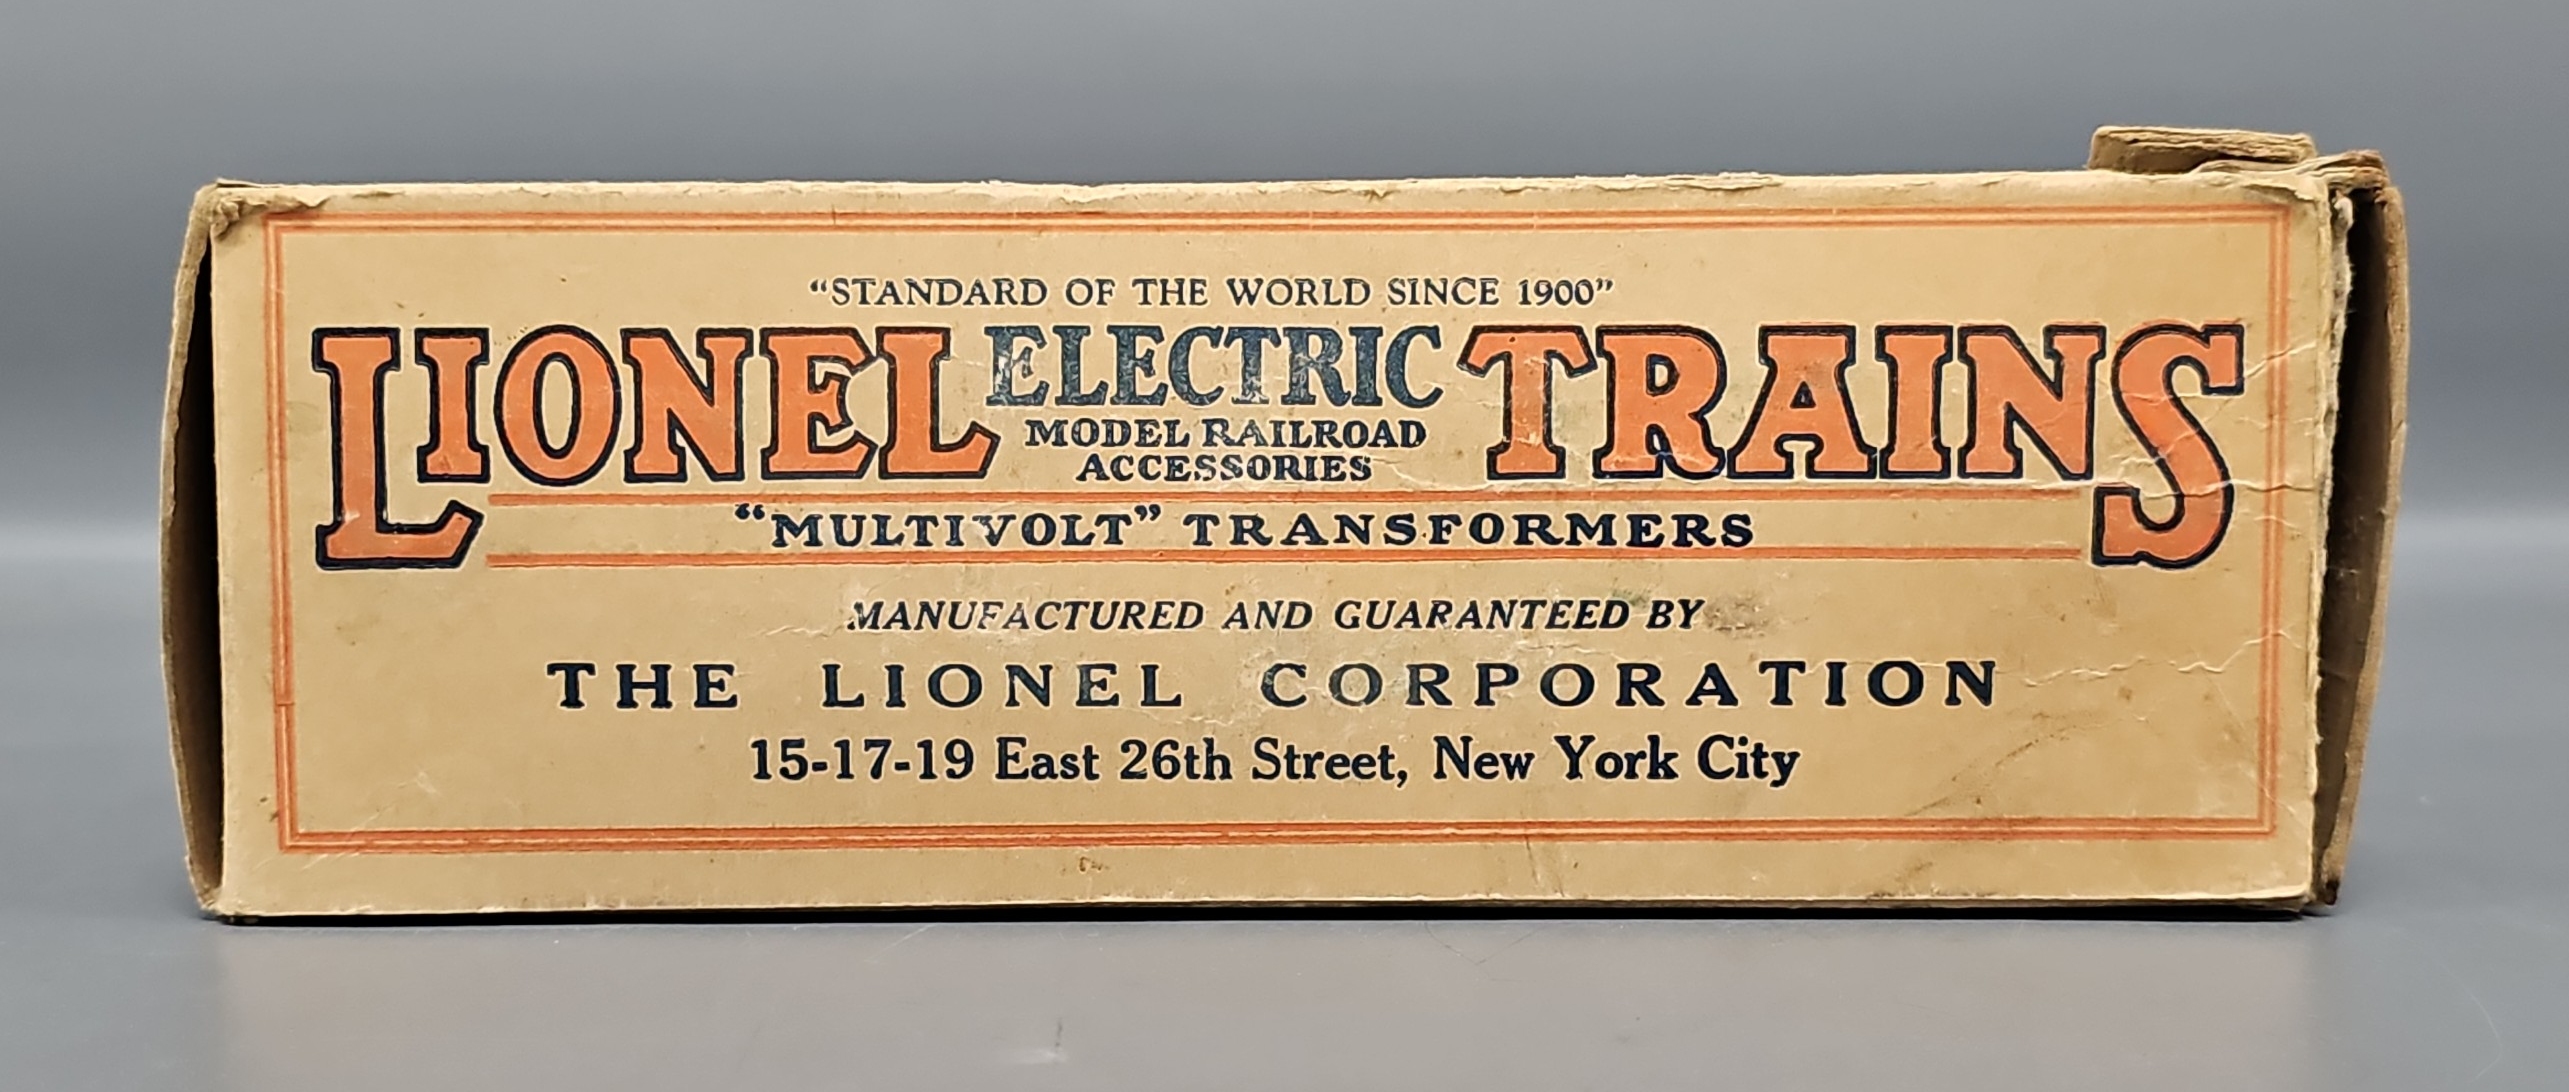 “STANDARD OF THE WORLD SINCE 1900”
LIONEL ELECTRIC TRAINS
MODEL RAILROAD
ACCESSORIES
“MULTIVOLT” TRANSFORMERS
MANUFACTURED AND GUARANTEED BY
THE LIONEL CORPORATION
15-17-19 East 26th Street, New York City